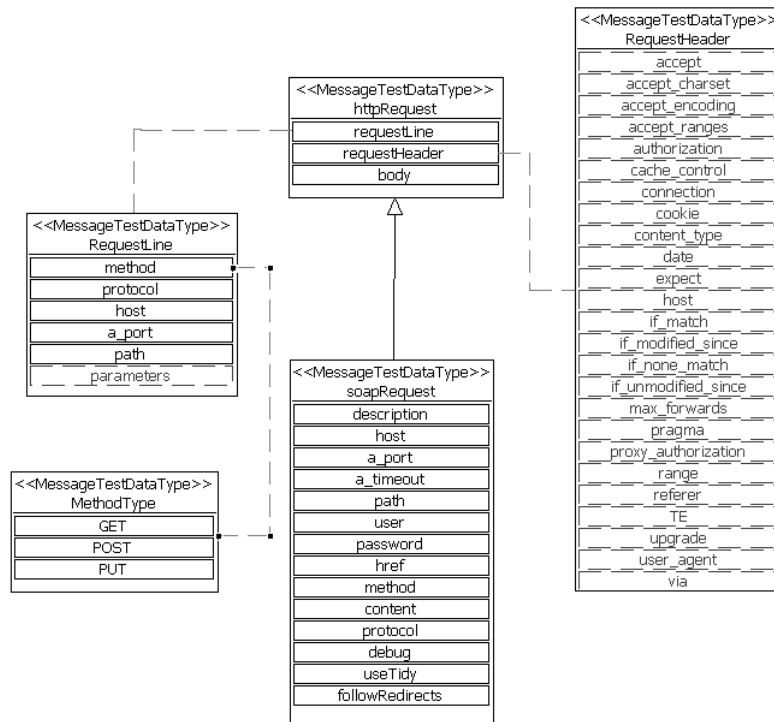 <<MessageTestDataType>>
httpRequest
requestLine
requestHeader
body
<<MessageTestDataType>>
RequestLine
method
protocol
host
a_port
path
parameters
<<MessageTestDataType>>
MethodType
GET
POST
PUT
<<MessageTestDataType>>
soapRequest
description
host
a_port
a_timeout
path
user
password
href
method
content
protocol
debug
useTidy
followRedirects
<<MessageTestDataType>>
RequestHeader
accept
accept_charset
accept_encoding
accept_ranges
authorization
cache_control
connection
cookie
content_type
date
expect
host
if_match
if_modified_since
if_none_match
if_unmodified_since
max_forwards
pragma
proxy_authorization
range
referer
TE
upgrade
user_agent
via